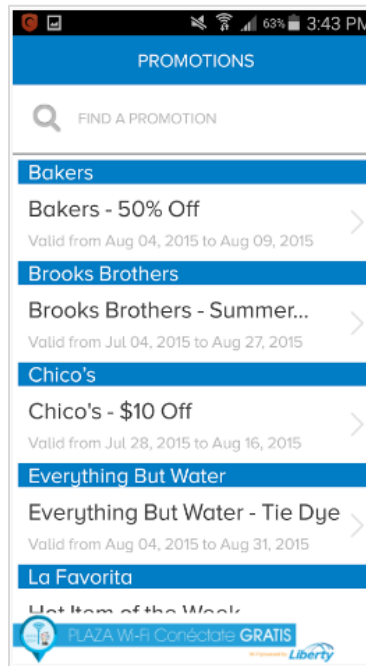 63% 3:43 PM
PROMOTIONS
FIND A PROMOTION
Bakers
Bakers - 50% Off
Valid from Aug 04, 2015 to Aug 09, 2015
Brooks Brothers
Brooks Brothers - Summer...
Valid from Jul 04, 2015 to Aug 27, 2015
Chico's
Chico's - $10 Off
Valid from Jul 28, 2015 to Aug 16, 2015
Everything But Water
Everything But Water - Tie Dye
Valid from Aug 04, 2015 to Aug 31, 2015
La Favorita
Hot Item of the Week
PLAZA Wi-Fi Conéctate GRATIS
Liberty